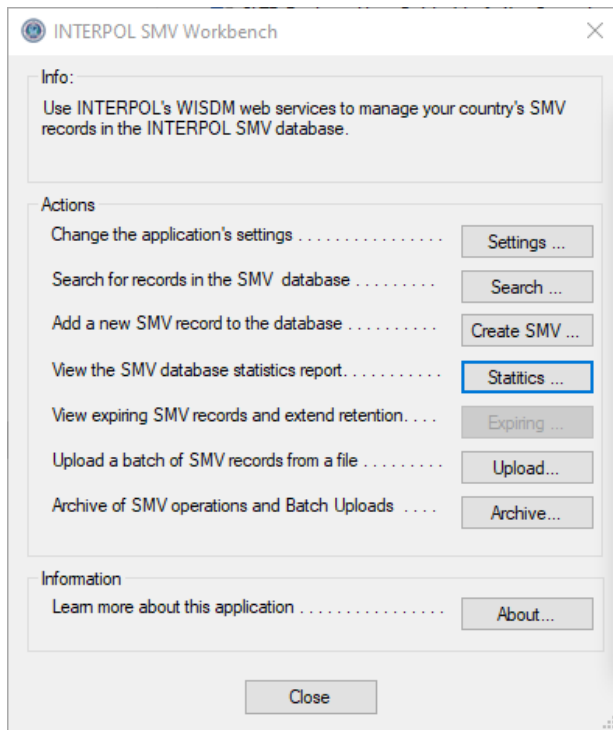 INTERPOL SMV Workbench
Info:
Use INTERPOL's WISDM web services to manage your country's SMV
records in the INTERPOL SMV database.
Actions
Change the application's settings . . . . . . . . . . . . . . . . Settings ...
Search for records in the SMV database . . . . . . . . . Search ...
Add a new SMV record to the database . . . . . . . . . . Create SMV ...
View the SMV database statistics report. . . . . . . . . . . Statitics ...
View expiring SMV records and extend retention. . . . Expiring ...
Upload a batch of SMV records from a file . . . . . . . . Upload...
Archive of SMV operations and Batch Uploads . . . . Archive...
Information
Learn more about this application . . . . . . . . . . . . . . . . About...
Close